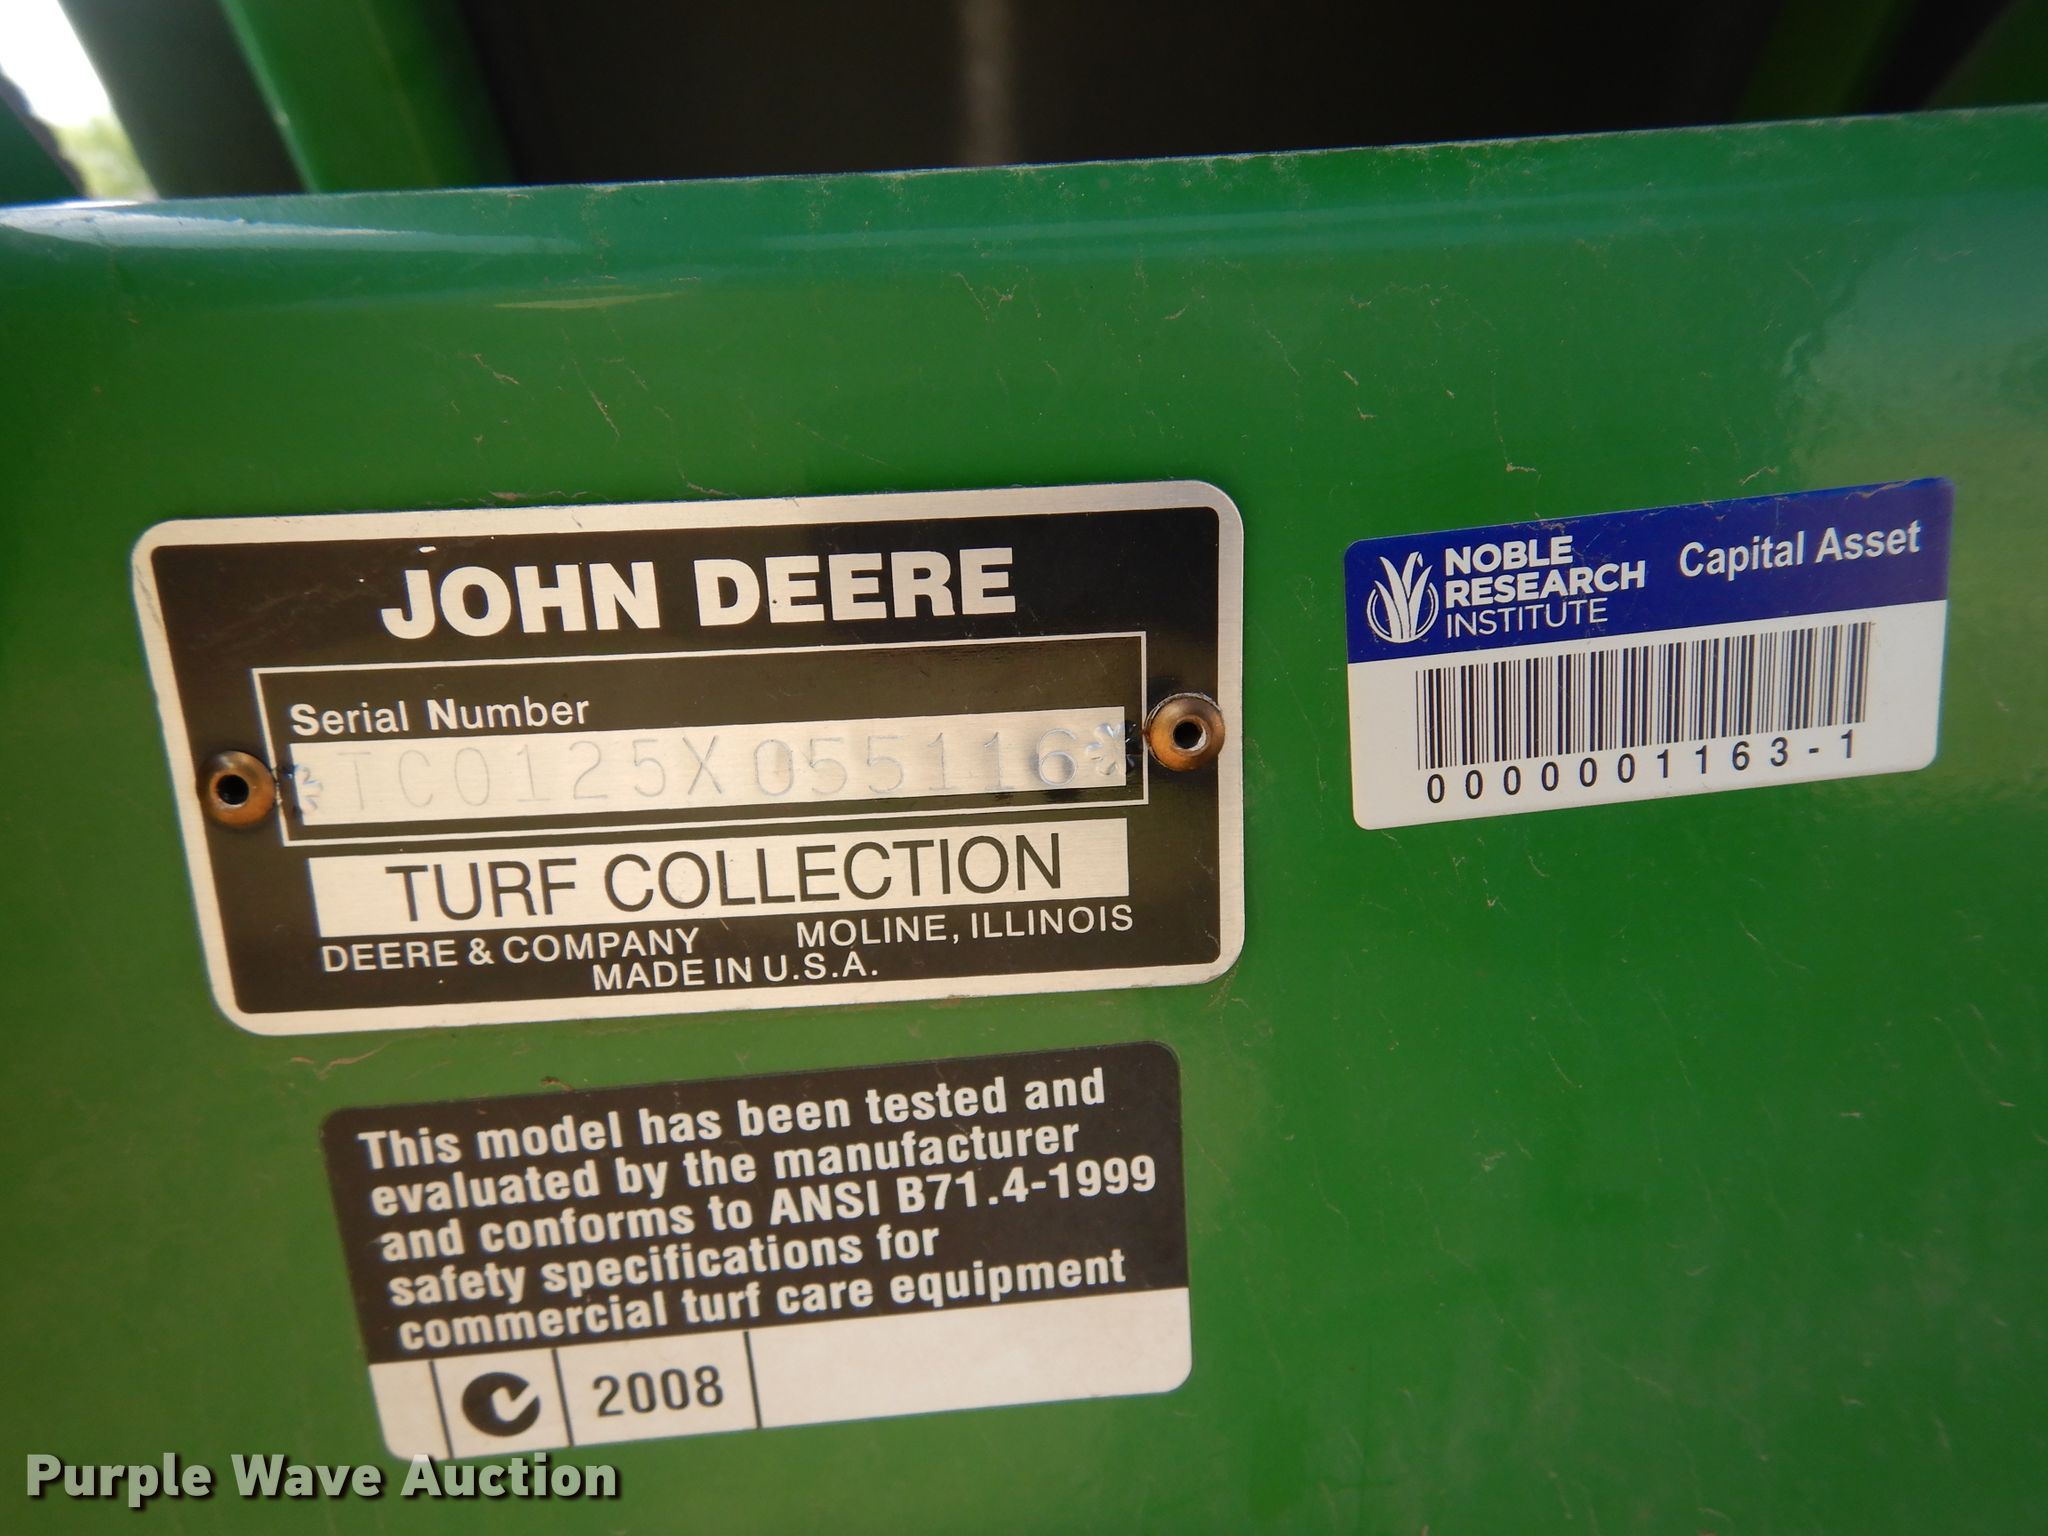 JOHN DEERE
Serial Number
*TC0125X055116*
TURF COLLECTION
DEERE & COMPANY MOLINE, ILLINOIS
MADE IN U.S.A.
NOBLE
RESEARCH
INSTITUTE
Capital Asset
0000001163-1
This model has been tested and
evaluated by the manufacturer
and conforms to ANSI B71.4-1999
safety specifications for
commercial turf care equipment
2008
Purple Wave Auction